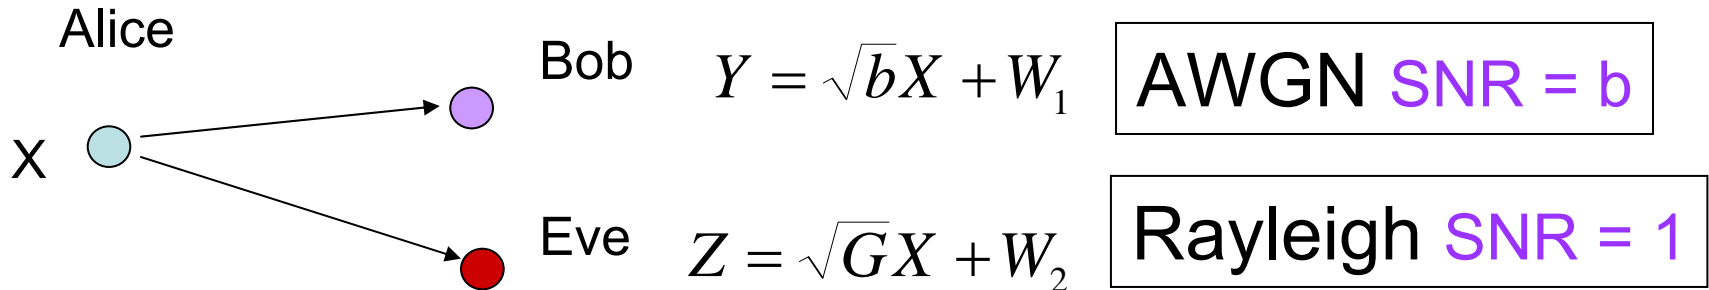 Alice
Bob
Y = √bX + W₁
AWGN SNR = b
X
Eve
Z = √GX + W₂
Rayleigh SNR = 1